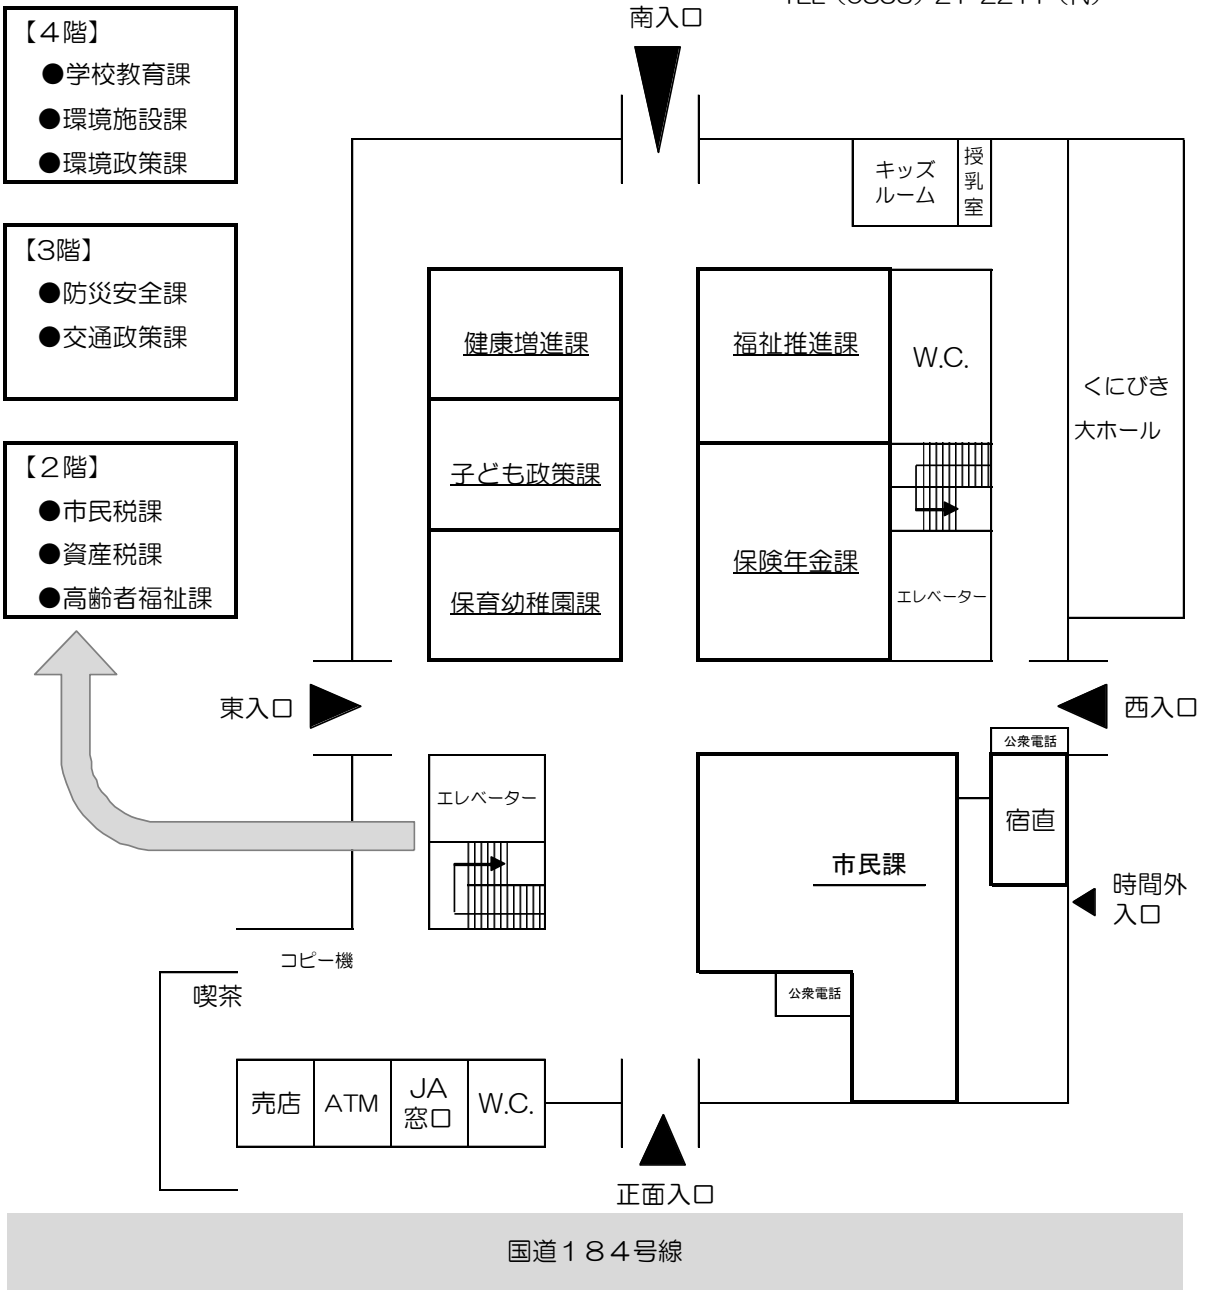 南入口
【４階】
●学校教育課
●環境施設課
●環境政策課
【3階】
●防災安全課
●交通政策課
【２階】
●市民税課
●資産税課
●高齢者福祉課
キッズ
ルーム
授
乳
室
健康増進課
福祉推進課
W.C.
くにびき
大ホール
子ども政策課
保険年金課
保育幼稚園課
エレベーター
東入口
西入口
公衆電話
エレベーター
宿直
市民課
時間外
入口
コピー機
喫茶
公衆電話
売店
ATM
JA
窓口
W.C.
正面入口
国道１８４号線